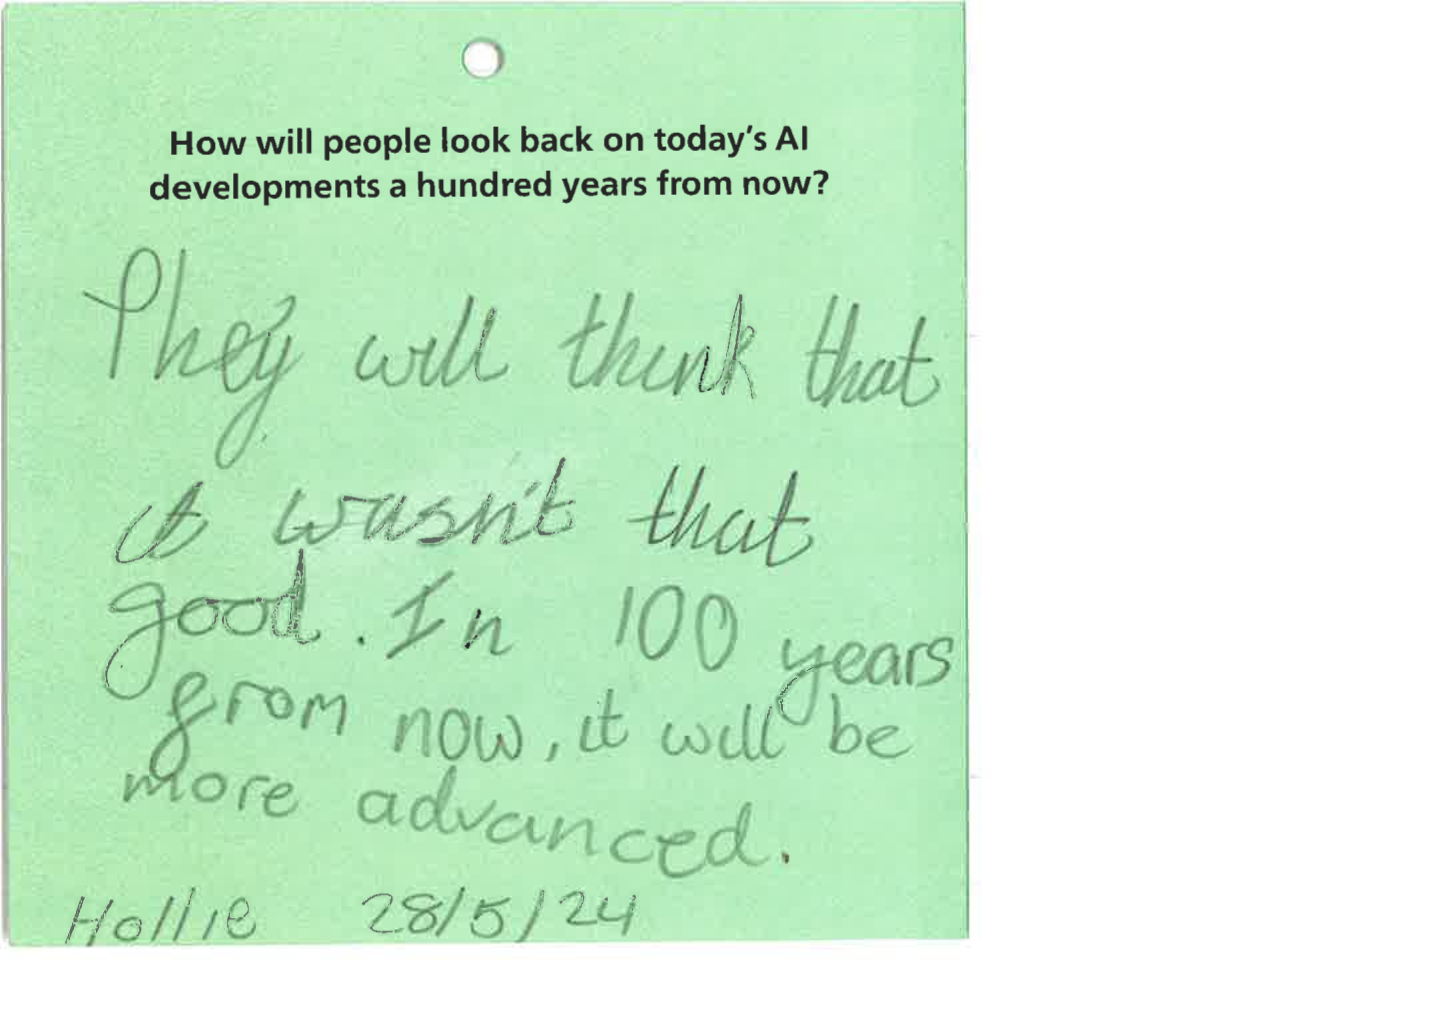 How will people look back on today's AI
developments a hundred years from now?
They will think that
it wasn't that
good. In 100 years
from now, it will be
more advanced.
Hollie 28/5/24